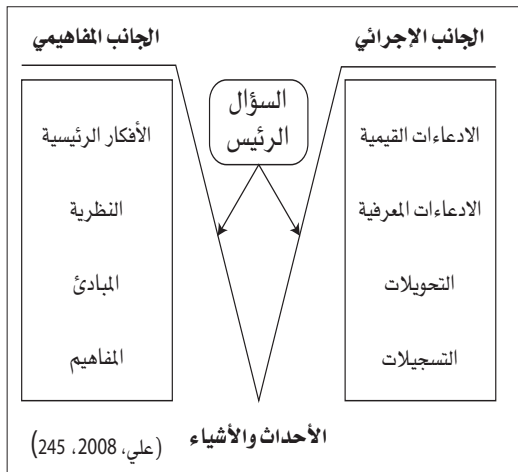 الجانب الإجرائي
الجانب المفاهيمي
السؤال
الرئيس
الادعاءات القيمية
الادعاءات المعرفية
التحويلات
التسجيلات
الأفكار الرئيسية
النظرية
المبادئ
المفاهيم
الأحداث والأشياء
(علي، 2008، 245)